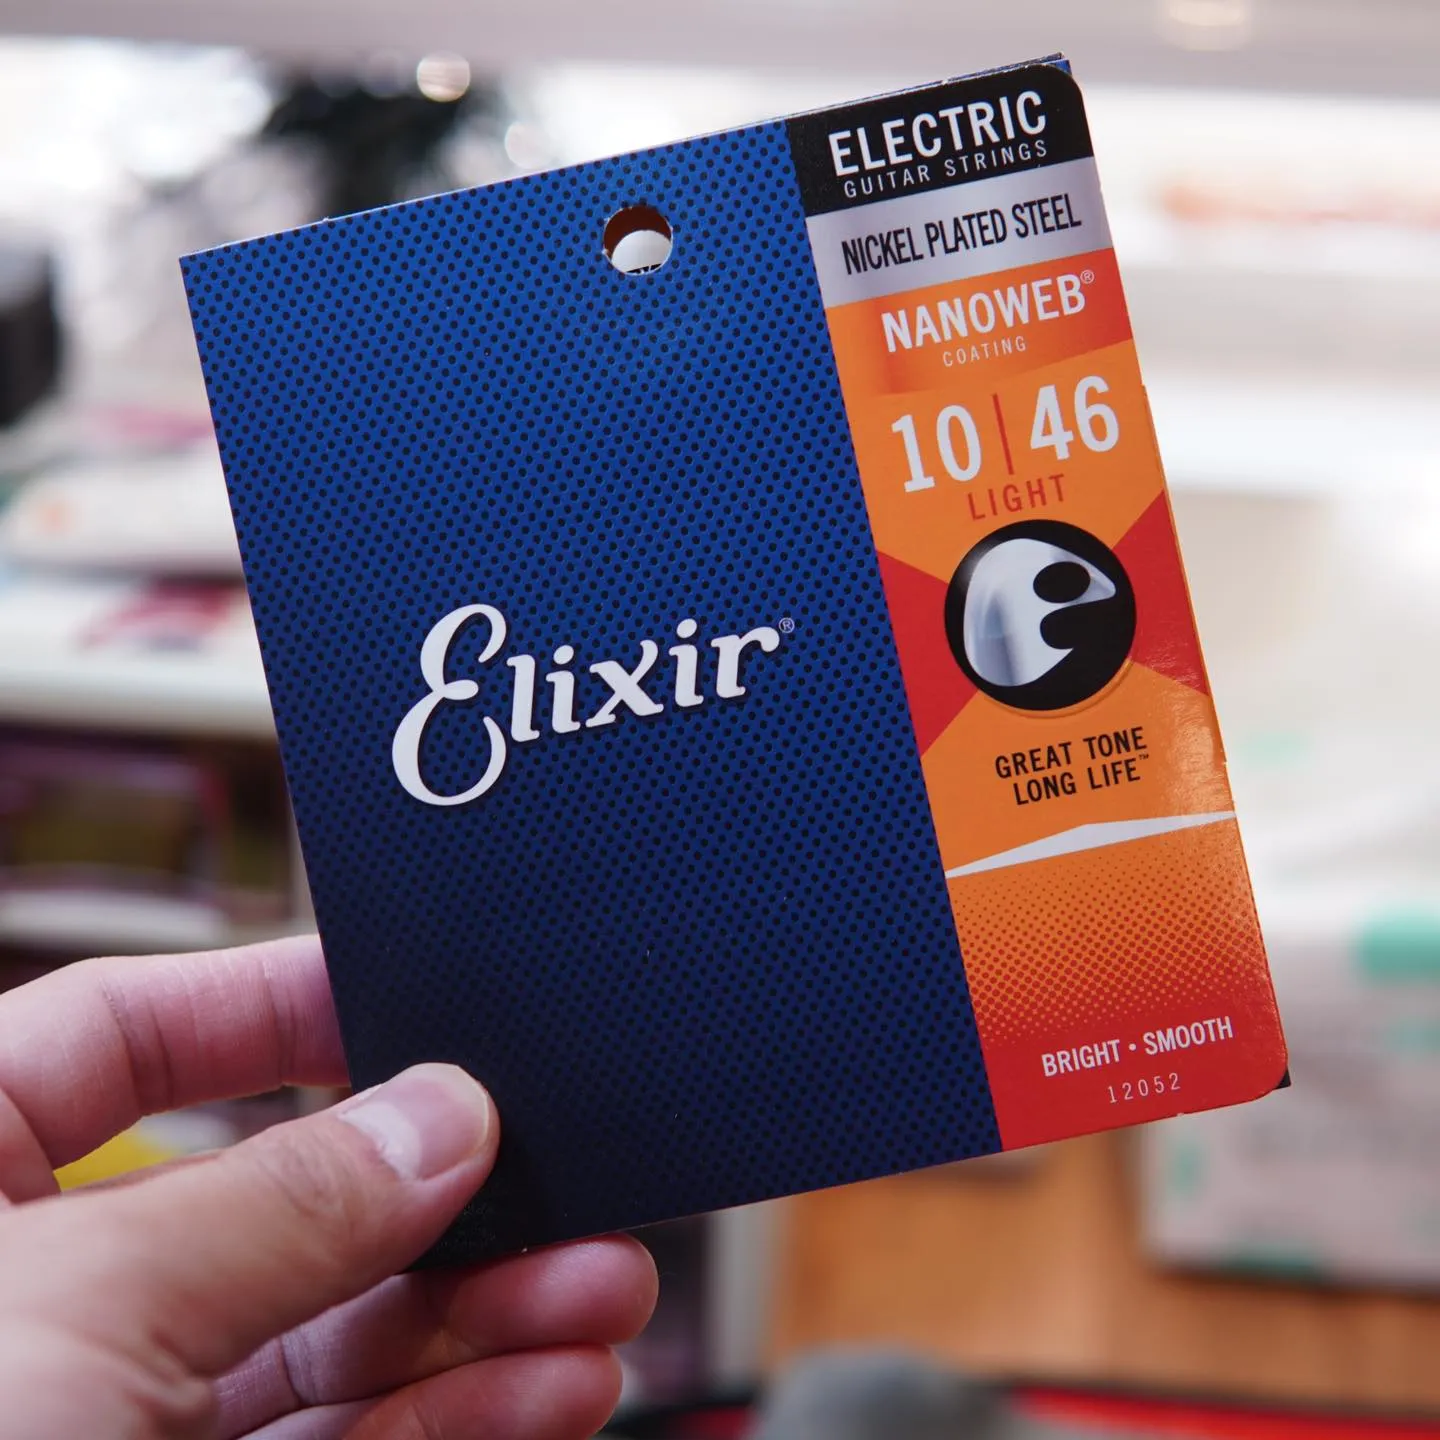 Elixir®
ELECTRIC
GUITAR STRINGS
NICKEL PLATED STEEL
NANOWEB®
COATING
10 | 46
LIGHT
GREAT TONE
LONG LIFE™
BRIGHT • SMOOTH
12052